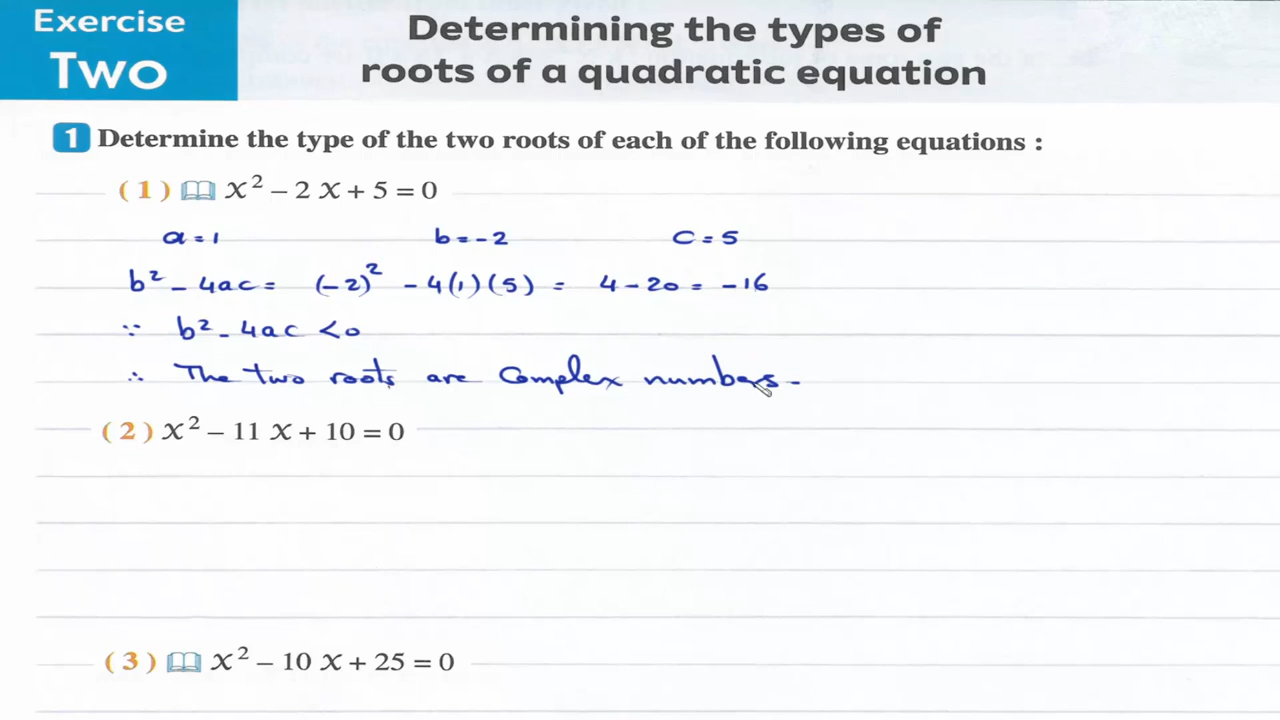 Exercise
Two
Determining the types of
roots of a quadratic equation
1 Determine the type of the two roots of each of the following equations :
( 1 ) x² – 2 x + 5 = 0
a = 1 b = -2 c = 5
b² - 4ac = (-2)² - 4(1)(5) = 4 - 20 = -16
∵ b² - 4ac < 0
∴ The two roots are complex numbers -
( 2 ) x² – 11 x + 10 = 0
( 3 ) x² – 10 x + 25 = 0